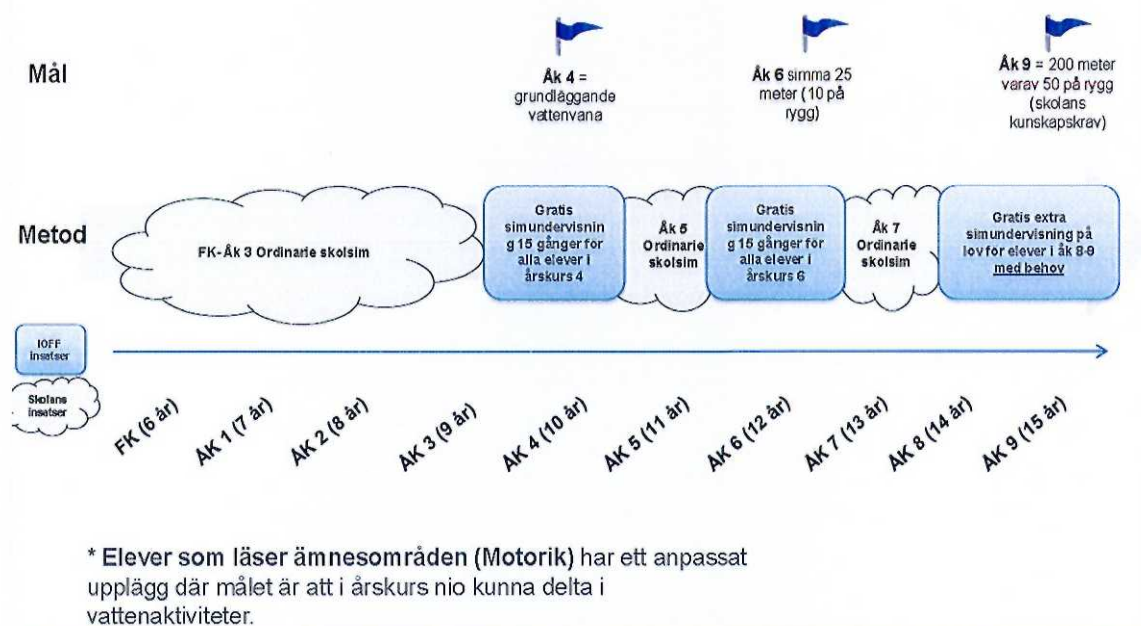 Mål
Åk 4 =
grundläggande
vattenvana
Åk 6 simma 25
meter (10 på
rygg)
Åk 9 = 200 meter
varav 50 på rygg
(skolans
kunskapskrav)
Metod
FK- Åk 3 Ordinarie skolsim
Gratis
simundervisnin
g 15 gånger för
alla elever i
årskurs 4
Åk 5
Ordinarie
skolsim
Gratis
simundervisnin
g 15 gånger för
alla elever i
årskurs 6
Åk 7
Ordinarie
skolsim
Gratis extra
simundervisning på
lov för elever i åk 8-9
med behov
IOFF
Insatser
Skolans
Insatser
FK (6 år)
ÅK 1 (7 år)
ÅK 2 (8 år)
ÅK 3 (9 år)
ÅK 4 (10 år)
ÅK 5 (11 år)
ÅK 6 (12 år)
ÅK 7 (13 år)
ÅK 8 (14 år)
ÅK 9 (15 år)
* Elever som läser ämnesområden (Motorik) har ett anpassat
upplägg där målet är att i årskurs nio kunna delta i
vattenaktiviteter.